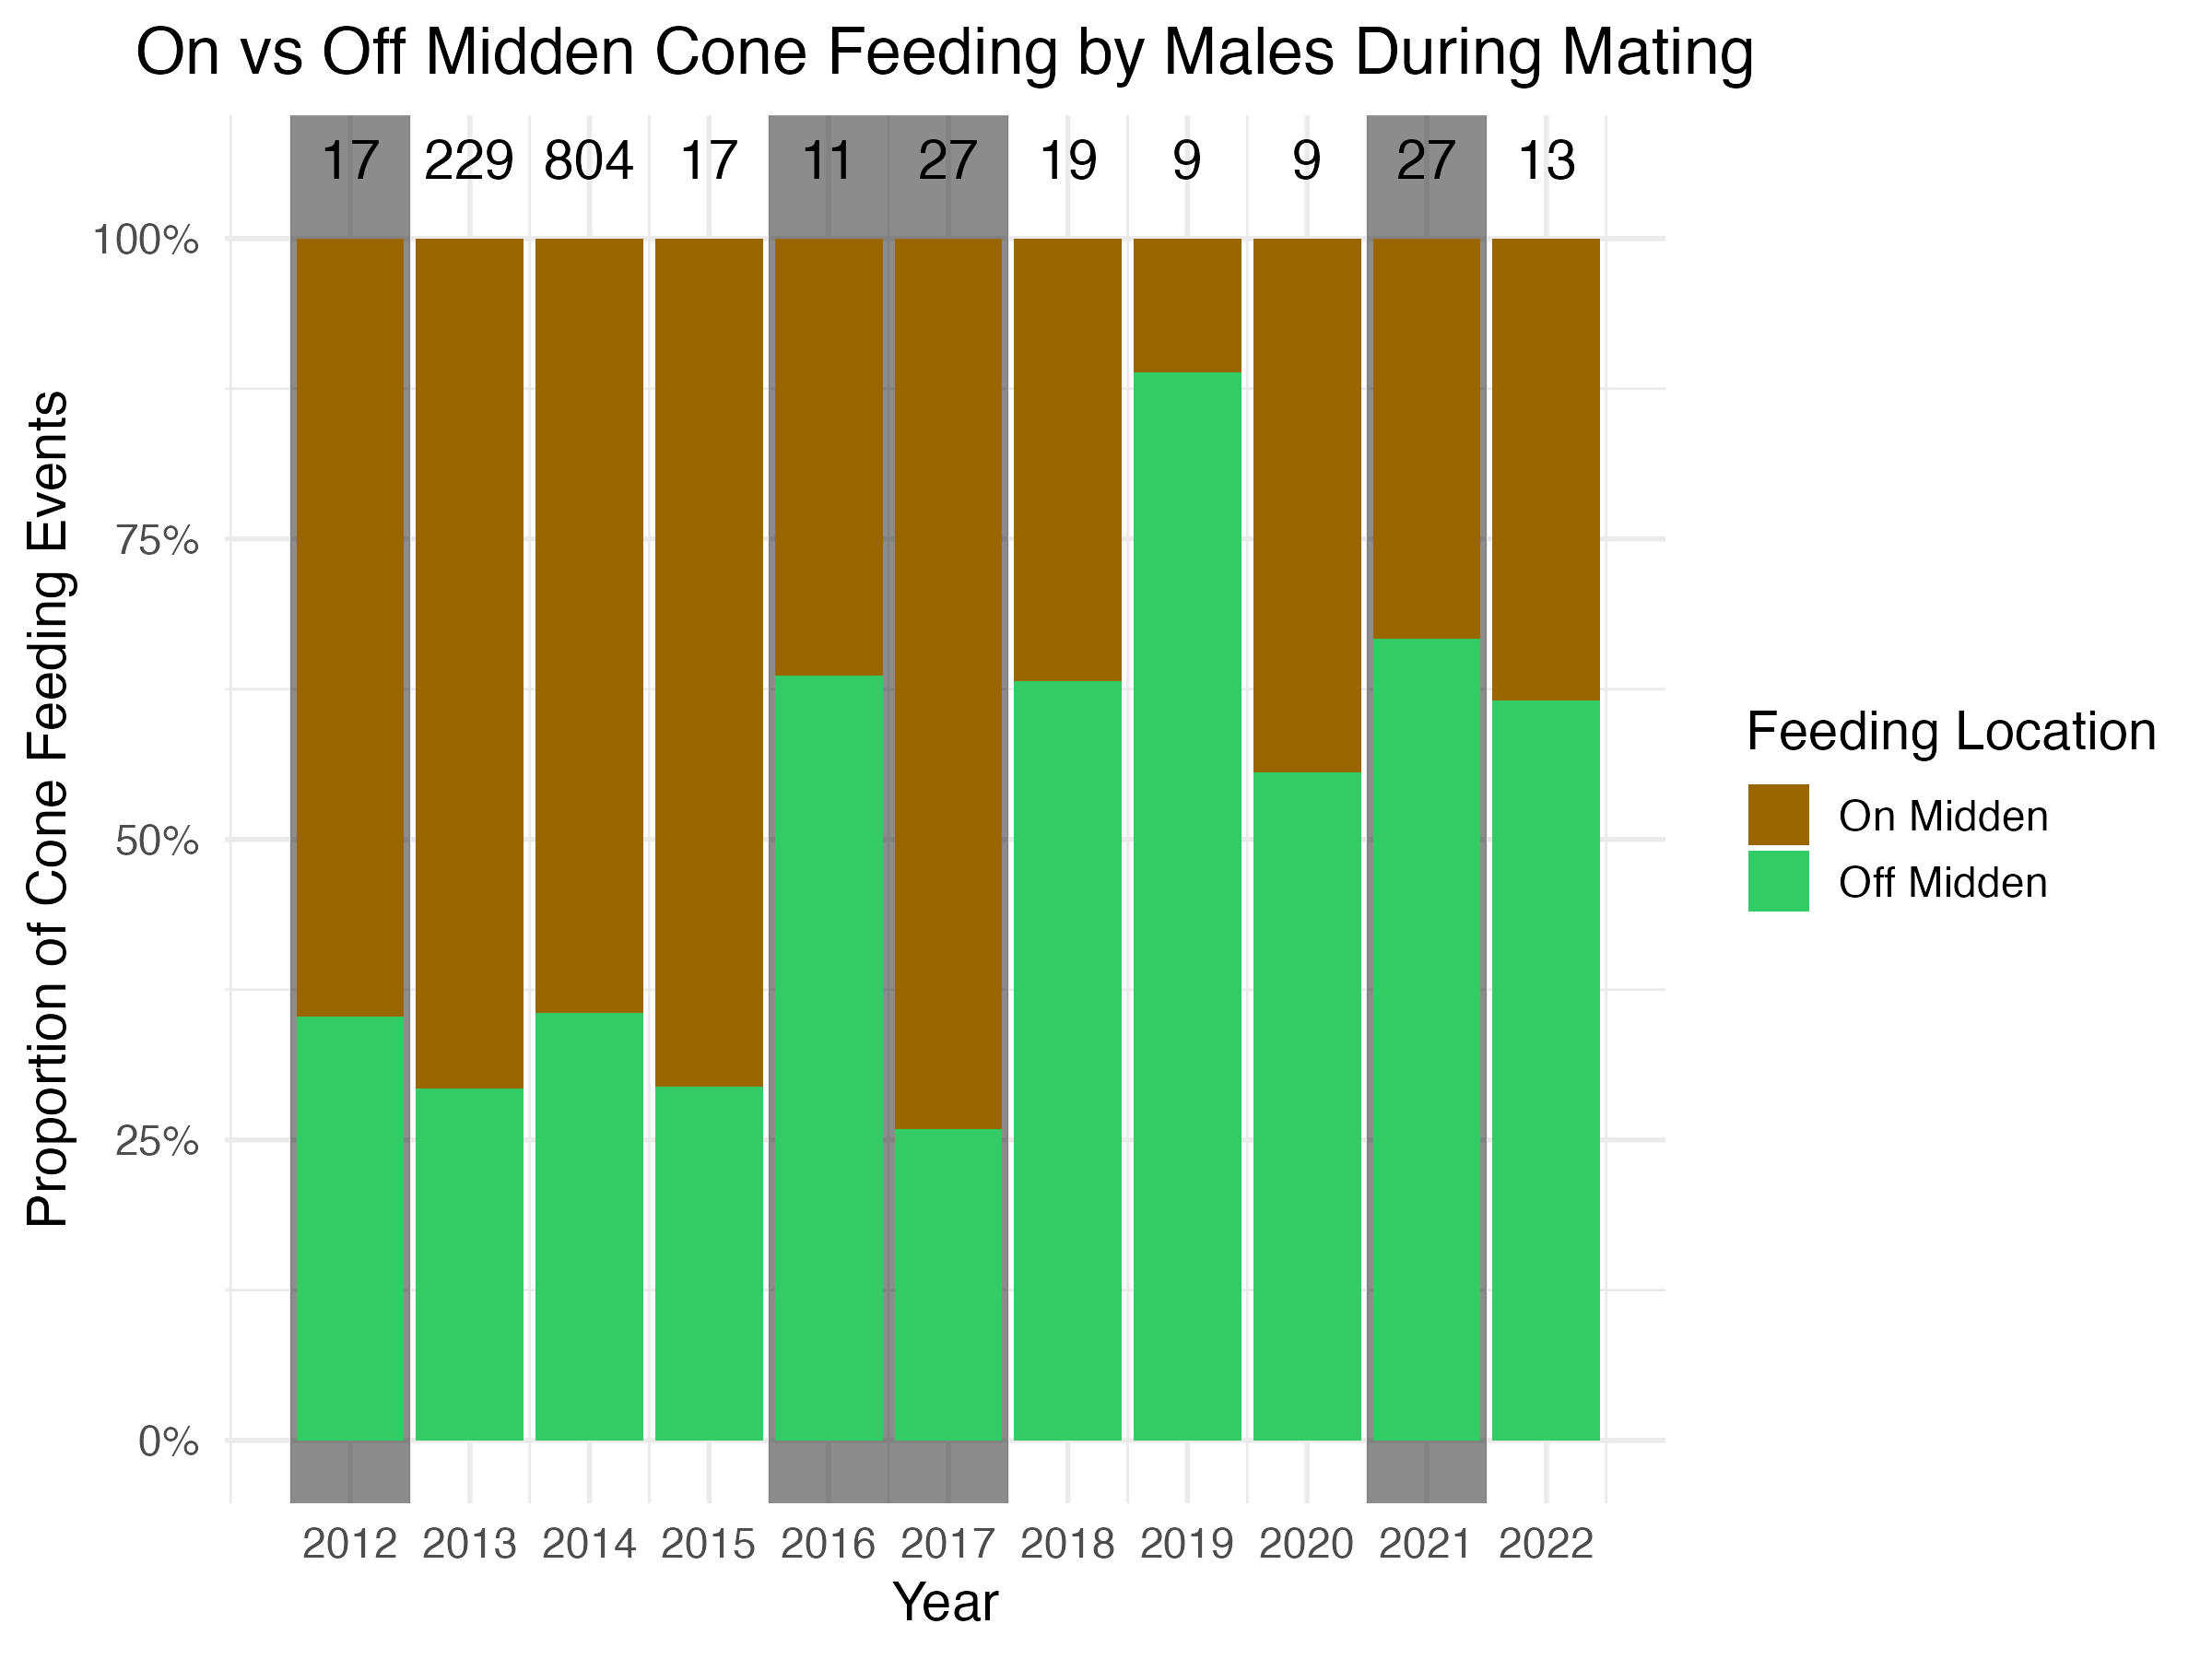 On vs Off Midden Cone Feeding by Males During Mating
17 229 804 17 11 27 19 9 9 27 13
100%
75%
50%
25%
0%
Proportion of Cone Feeding Events
2012 2013 2014 2015 2016 2017 2018 2019 2020 2021 2022
Year
Feeding Location
On Midden
Off Midden